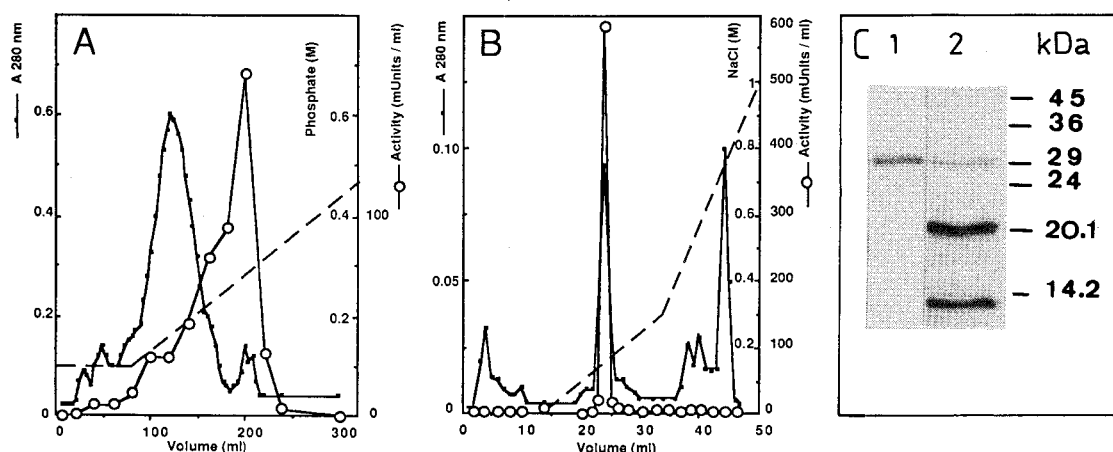 A
A 280 nm
0.6
0.4
0.2
0
Phosphate (M)
0.6
0.4
0.2
0
Activity (mUnits / ml)
100
0
0 100 200 300
Volume (ml)
B
A 280 nm
0.10
0.05
0.00
NaCl (M)
1
0.8
0.6
0.4
0.2
0
600
500
400
300
200
100
0
Activity (mUnits / ml)
0 10 20 30 40 50
Volume (ml)
C 1 2 kDa
45
36
29
24
20.1
14.2